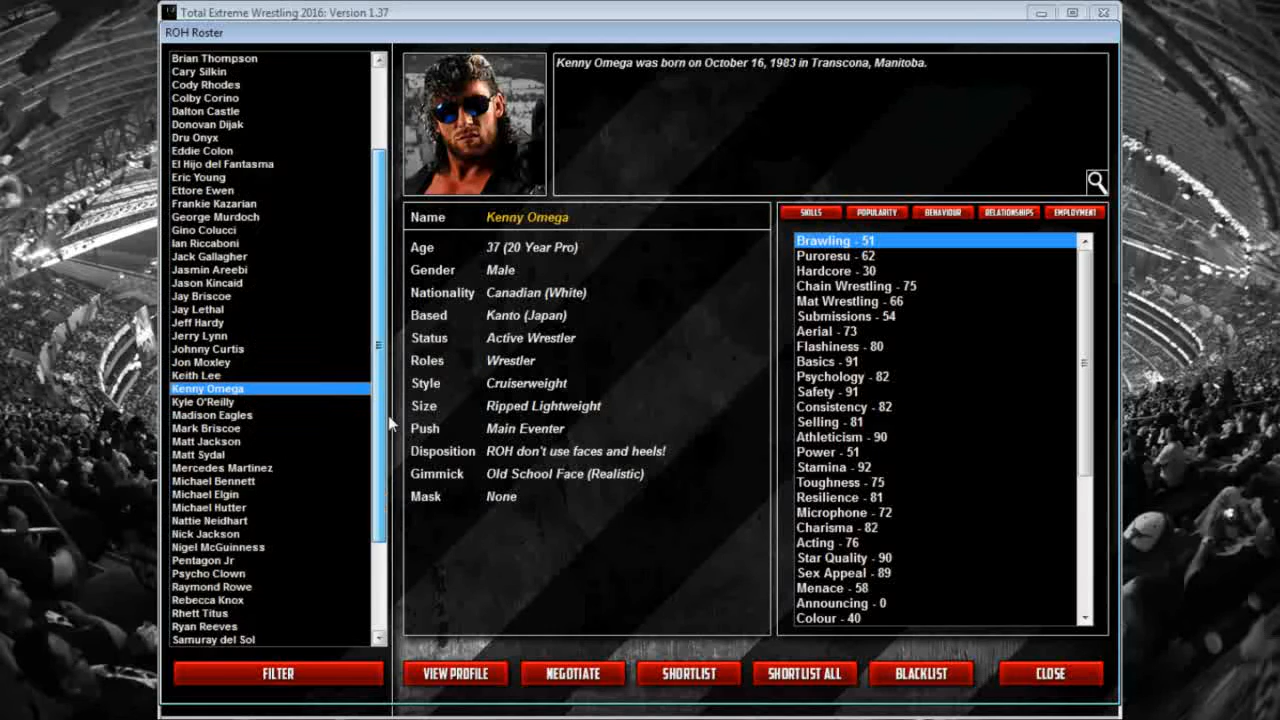 Total Extreme Wrestling 2016: Version 1.37
ROH Roster
Brian Thompson
Cary Silkin
Cody Rhodes
Colby Corino
Dalton Castle
Donovan Dijak
Dru Onyx
Eddie Colon
El Hijo del Fantasma
Eric Young
Ettore Ewen
Frankie Kazarian
George Murdoch
Gino Colucci
Ian Riccaboni
Jack Gallagher
Jasmin Areebi
Jason Kincaid
Jay Briscoe
Jay Lethal
Jeff Hardy
Jerry Lynn
Johnny Curtis
Jon Moxley
Keith Lee
Kenny Omega
Kyle O'Reilly
Madison Eagles
Mark Briscoe
Matt Jackson
Matt Sydal
Mercedes Martinez
Michael Bennett
Michael Elgin
Michael Hutter
Nattie Neidhart
Nick Jackson
Nigel McGuinness
Pentagon Jr
Psycho Clown
Raymond Rowe
Rebecca Knox
Rhett Titus
Ryan Reeves
Samuray del Sol
FILTER
Kenny Omega was born on October 16, 1983 in Transcona, Manitoba.
Name Kenny Omega
Age 37 (20 Year Pro)
Gender Male
Nationality Canadian (White)
Based Kanto (Japan)
Status Active Wrestler
Roles Wrestler
Style Cruiserweight
Size Ripped Lightweight
Push Main Eventer
Disposition ROH don't use faces and heels!
Gimmick Old School Face (Realistic)
Mask None
SKILLS POPULARITY BEHAVIOUR RELATIONSHIPS EMPLOYMENT
Brawling - 51
Puroresu - 62
Hardcore - 30
Chain Wrestling - 75
Mat Wrestling - 66
Submissions - 54
Aerial - 73
Flashiness - 80
Basics - 91
Psychology - 82
Safety - 91
Consistency - 82
Selling - 81
Athleticism - 90
Power - 51
Stamina - 92
Toughness - 75
Resilience - 81
Microphone - 72
Charisma - 82
Acting - 76
Star Quality - 90
Sex Appeal - 89
Menace - 58
Announcing - 0
Colour - 40
VIEW PROFILE NEGOTIATE SHORTLIST SHORTLIST ALL BLACKLIST CLOSE